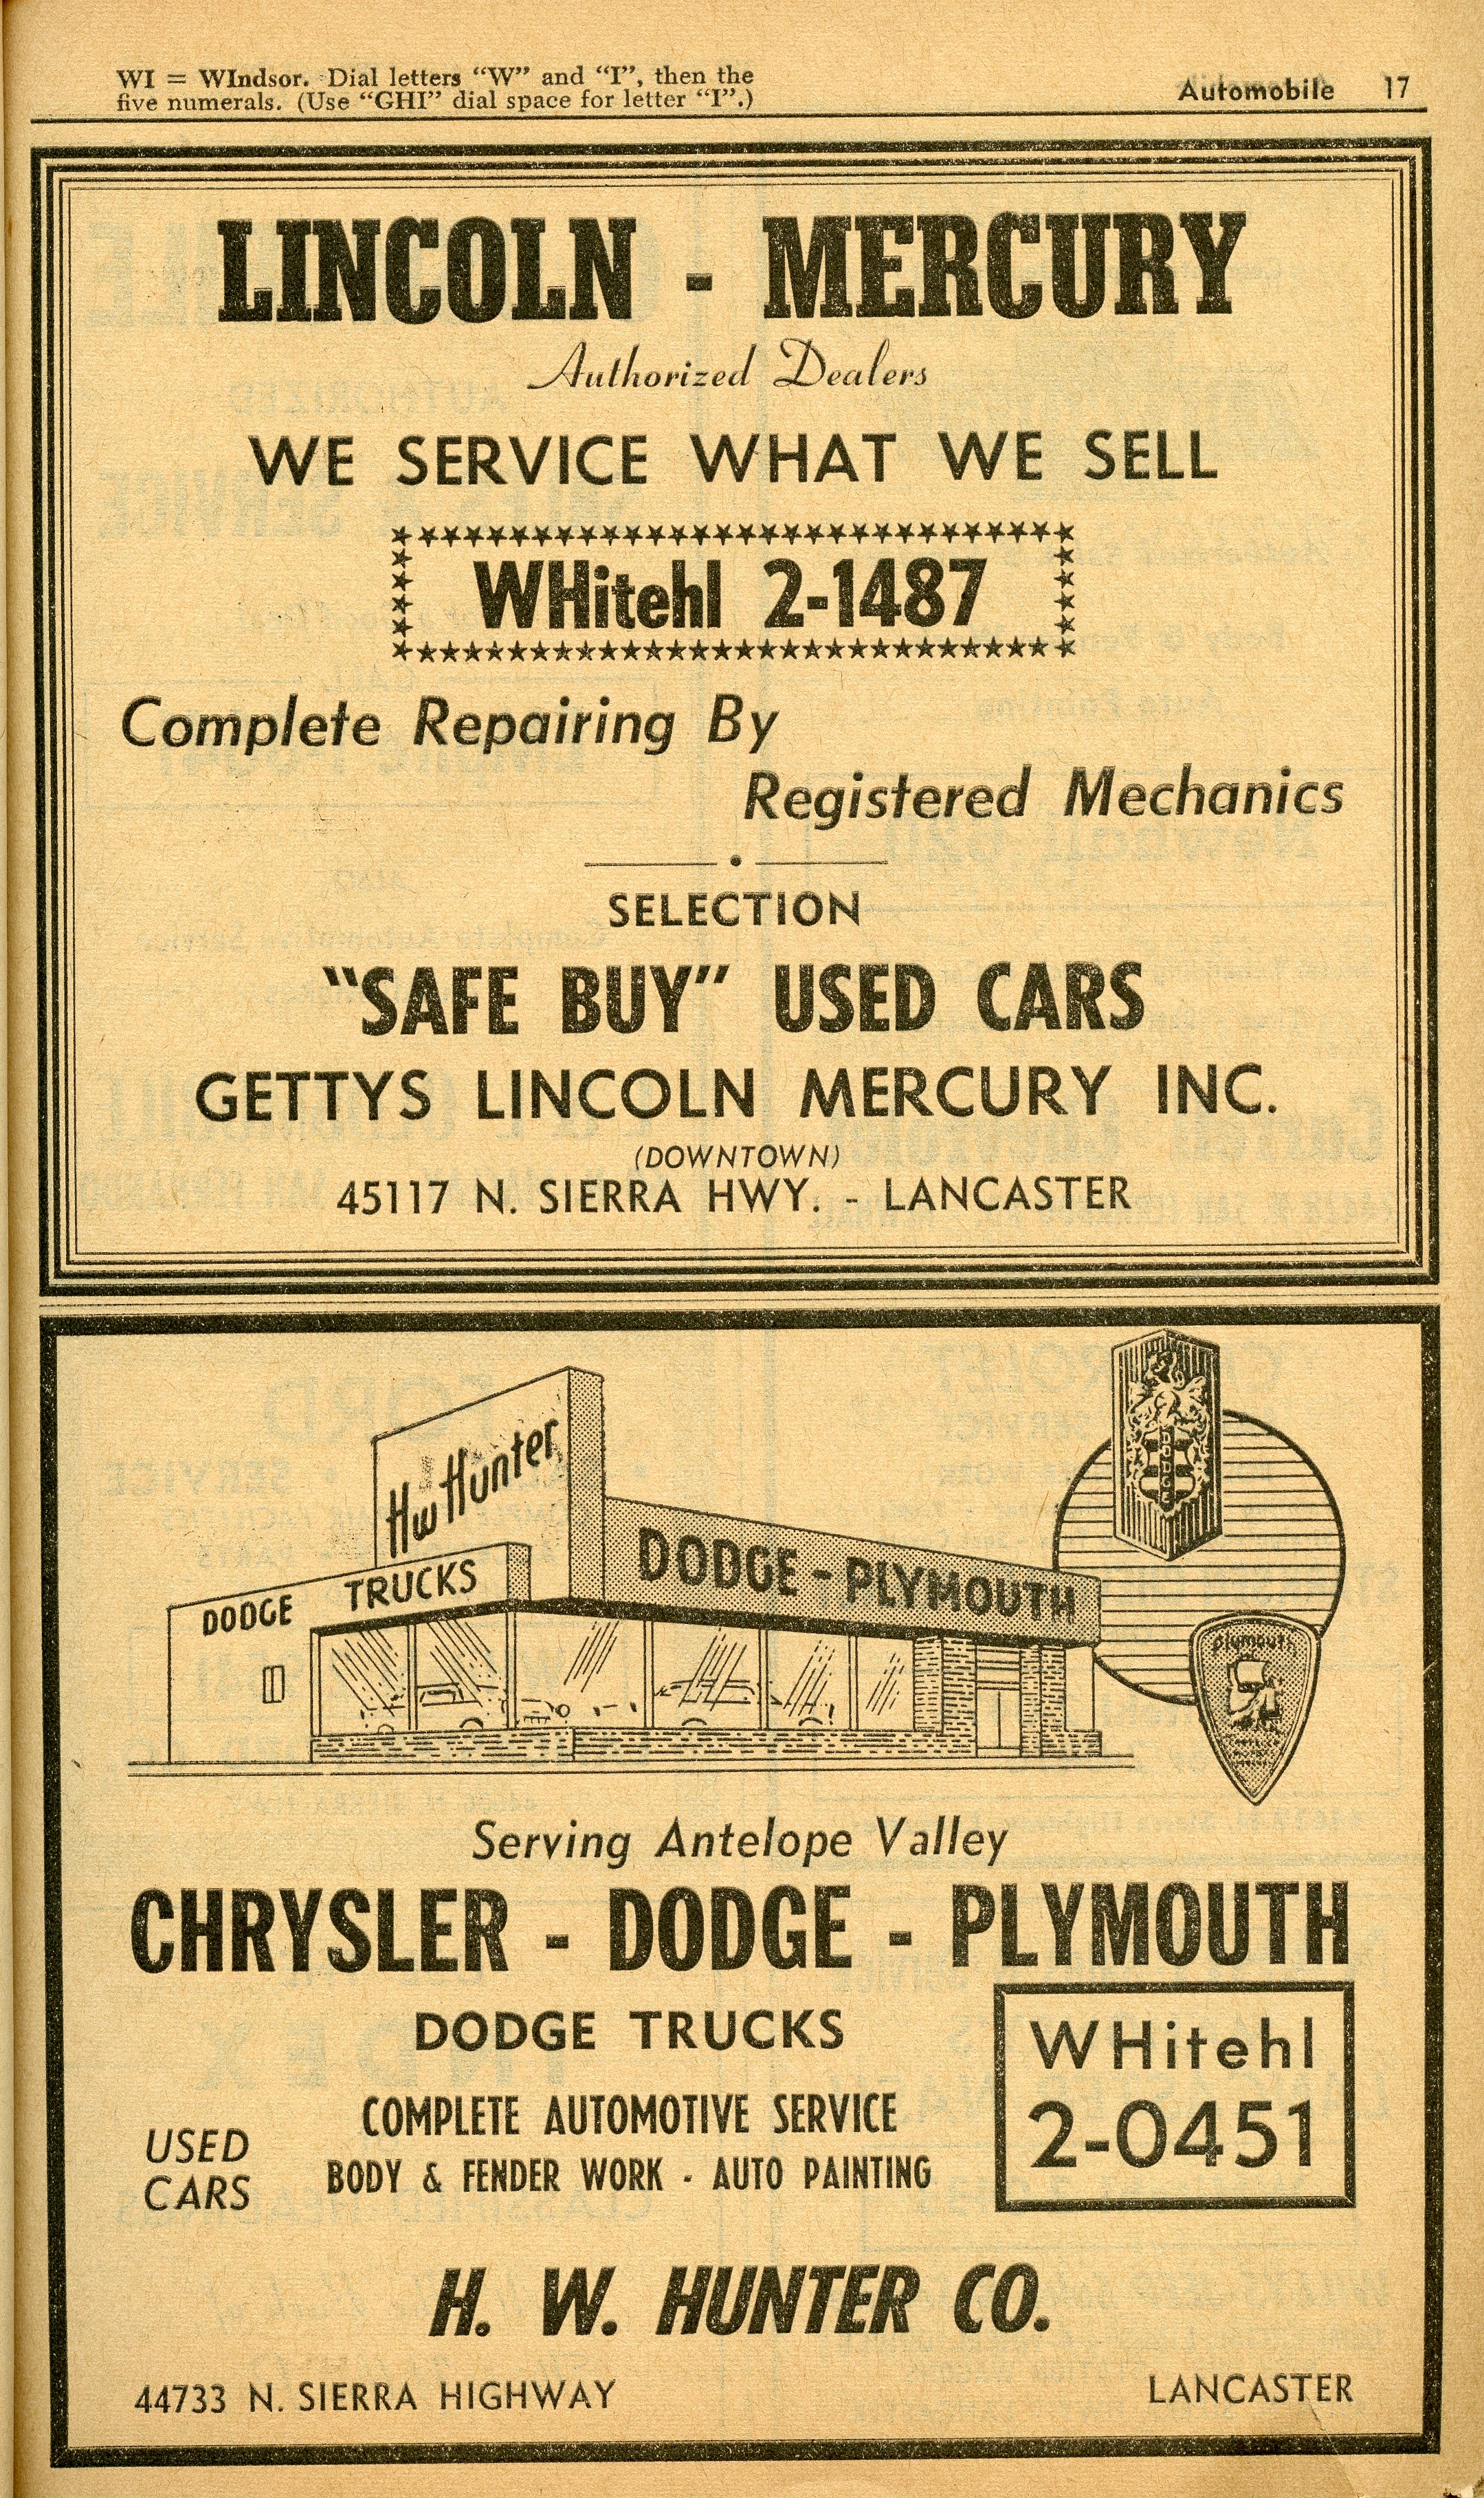 WI = WIndsor. Dial letters “W” and “I”, then the
five numerals. (Use “GHI” dial space for letter “I”.)
Automobile 17
LINCOLN - MERCURY
Authorized Dealers
WE SERVICE WHAT WE SELL
WHitehl 2-1487
Complete Repairing By
Registered Mechanics
SELECTION
“SAFE BUY” USED CARS
GETTYS LINCOLN MERCURY INC.
(DOWNTOWN)
45117 N. SIERRA HWY. - LANCASTER
Hw Hunter
DODGE TRUCKS
DODGE - PLYMOUTH
DODGE
Plymouth
Serving Antelope Valley
CHRYSLER - DODGE - PLYMOUTH
DODGE TRUCKS
WHitehl
2-0451
COMPLETE AUTOMOTIVE SERVICE
BODY & FENDER WORK - AUTO PAINTING
USED
CARS
H. W. HUNTER CO.
44733 N. SIERRA HIGHWAY
LANCASTER